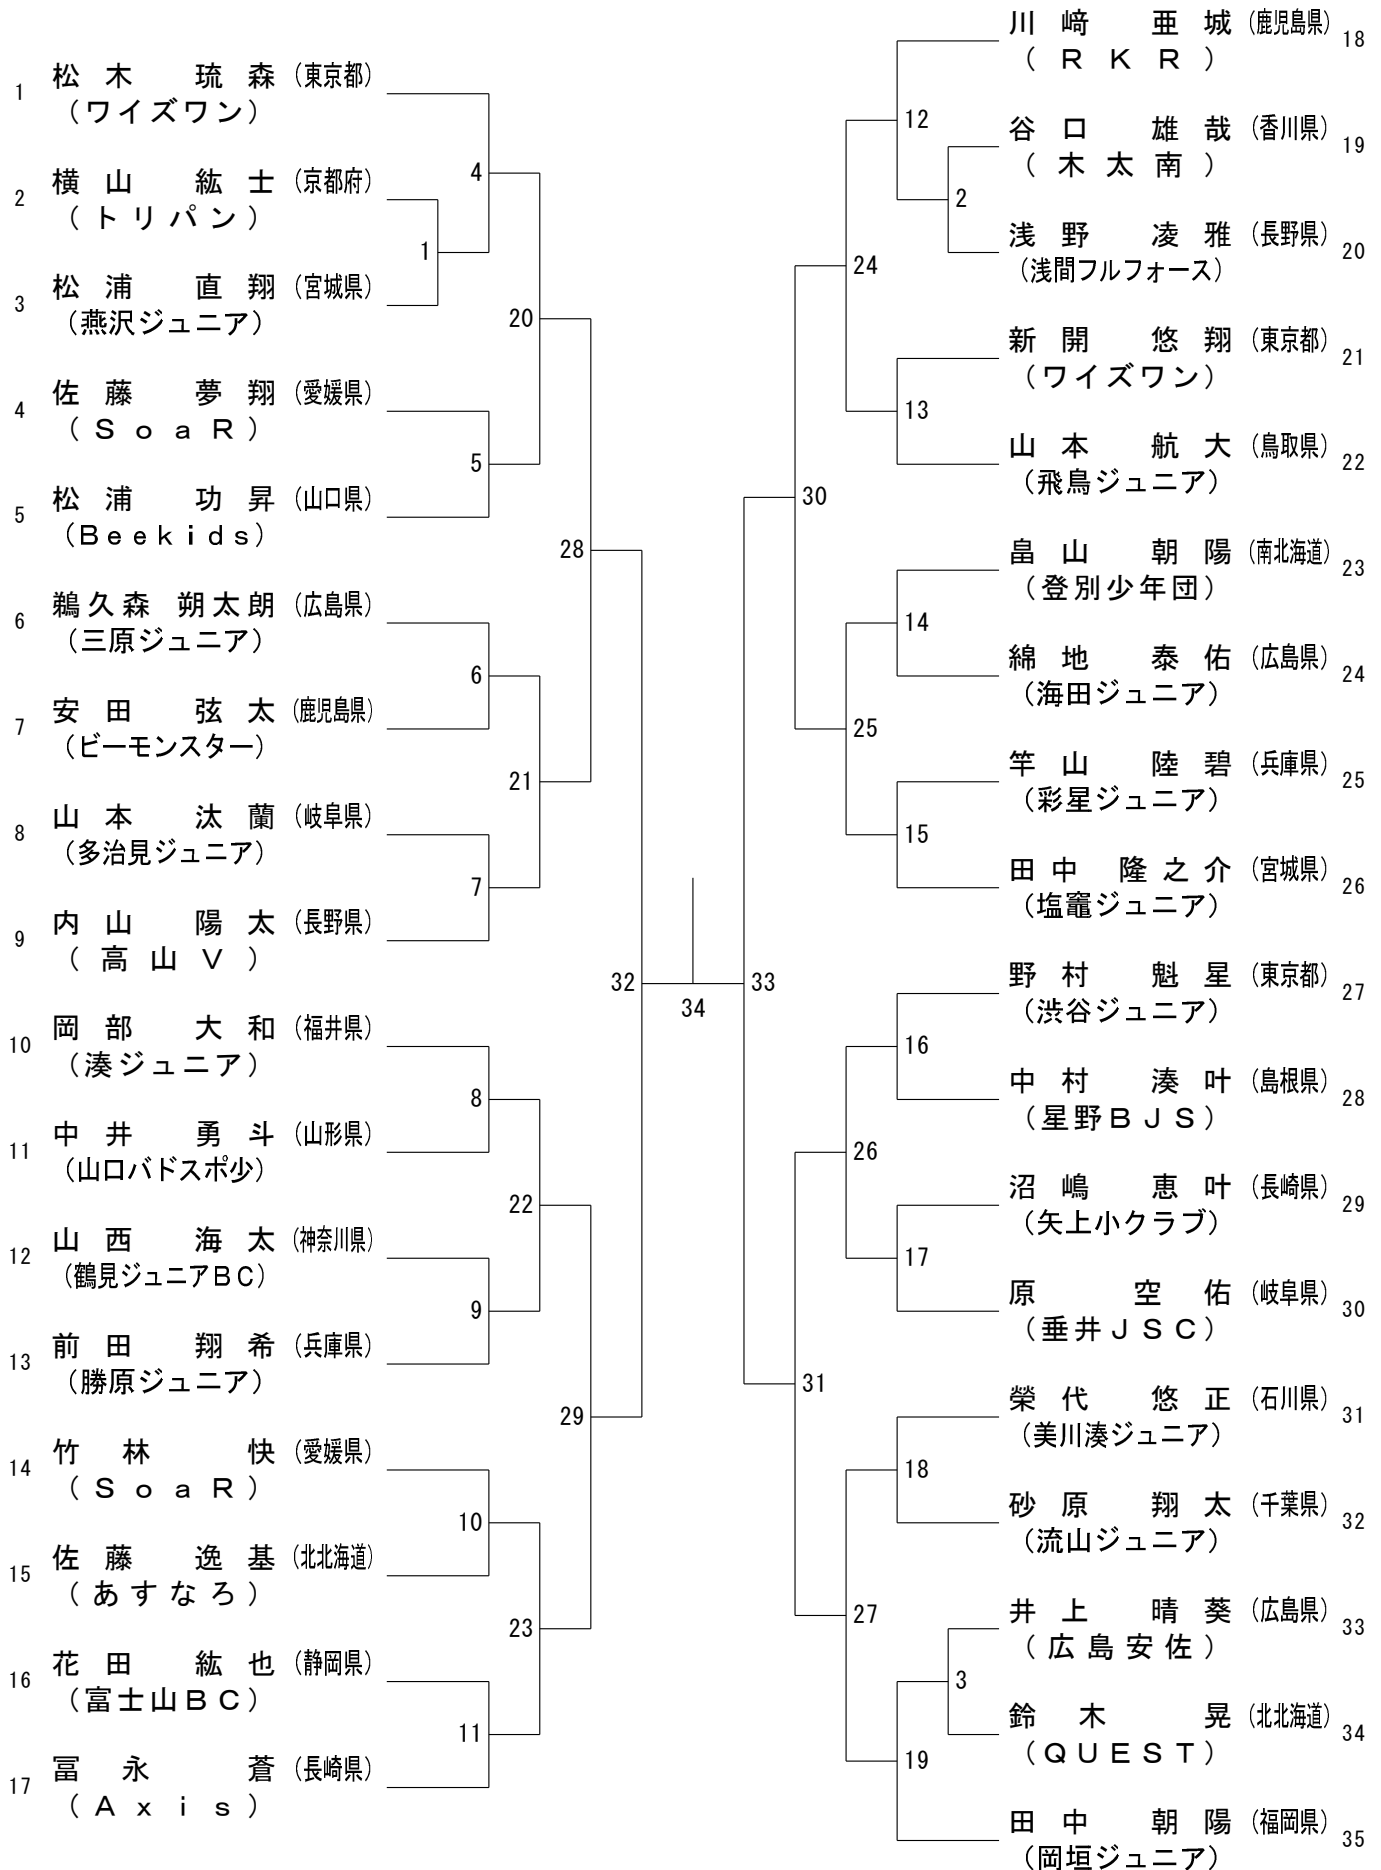 1 松木 琉森 (東京都)
(ワイズワン)
2 横山 紘士 (京都府)
(トリパン)
3 松浦 直翔 (宮城県)
(燕沢ジュニア)
4 佐藤 夢翔 (愛媛県)
(SoaR)
5 松浦 功昇 (山口県)
(Beekids)
6 鵜久森 朔太朗 (広島県)
(三原ジュニア)
7 安田 弦太 (鹿児島県)
(ビーモンスター)
8 山本 汰蘭 (岐阜県)
(多治見ジュニア)
9 内山 陽太 (長野県)
(高山V)
10 岡部 大和 (福井県)
(湊ジュニア)
11 中井 勇斗 (山形県)
(山口バドスポ少)
12 山西 海太 (神奈川県)
(鶴見ジュニアBC)
13 前田 翔希 (兵庫県)
(勝原ジュニア)
14 竹林 快 (愛媛県)
(SoaR)
15 佐藤 逸基 (北北海道)
(あすなろ)
16 花田 紘也 (静岡県)
(富士山BC)
17 冨永 蒼 (長崎県)
(Axis)
1
4
5
6
7
8
9
10
11
20
21
22
23
28
29
32
34
33
30
31
24
25
26
27
12
2
13
14
15
16
17
18
3
19
川﨑 亜城 (鹿児島県) 18
(RKR)
谷口 雄哉 (香川県) 19
(木太南)
浅野 凌雅 (長野県) 20
(浅間フルフォース)
新開 悠翔 (東京都) 21
(ワイズワン)
山本 航大 (鳥取県) 22
(飛鳥ジュニア)
畠山 朝陽 (南北海道) 23
(登別少年団)
綿地 泰佑 (広島県) 24
(海田ジュニア)
竿山 陸碧 (兵庫県) 25
(彩星ジュニア)
田中 隆之介 (宮城県) 26
(塩竈ジュニア)
野村 魁星 (東京都) 27
(渋谷ジュニア)
中村 湊叶 (島根県) 28
(星野BJS)
沼嶋 恵叶 (長崎県) 29
(矢上小クラブ)
原 空佑 (岐阜県) 30
(垂井JSC)
榮代 悠正 (石川県) 31
(美川湊ジュニア)
砂原 翔太 (千葉県) 32
(流山ジュニア)
井上 晴葵 (広島県) 33
(広島安佐)
鈴木 晃 (北北海道) 34
(QUEST)
田中 朝陽 (福岡県) 35
(岡垣ジュニア)